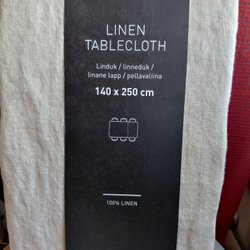 LINEN
TABLECLOTH
Linduk / linneduk /
linane lapp / pellavaliina
140 x 250 cm
100% LINEN